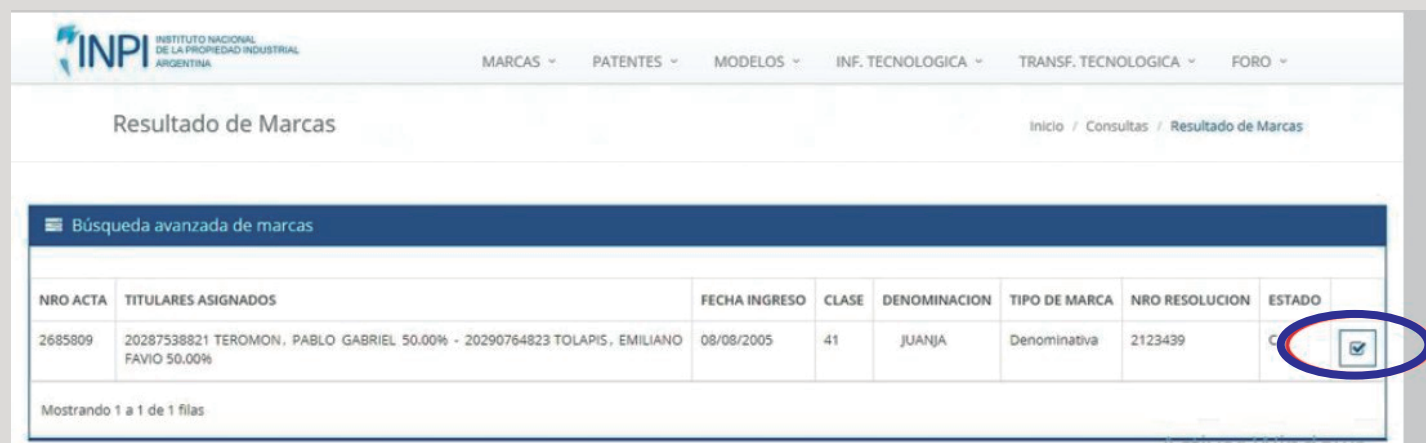 INPI INSTITUTO NACIONAL
DE LA PROPIEDAD INDUSTRIAL
ARGENTINA
MARCAS PATENTES MODELOS INF. TECNOLOGICA TRANSF. TECNOLOGICA FORO
Resultado de Marcas
Inicio / Consultas / Resultado de Marcas
Búsqueda avanzada de marcas
NRO ACTA TITULARES ASIGNADOS FECHA INGRESO CLASE DENOMINACION TIPO DE MARCA NRO RESOLUCION ESTADO
2685809 20287538821 TEROMON, PABLO GABRIEL 50.00% - 20290764823 TOLAPIS, EMILIANO 08/08/2005 41 JUANJA Denominativa 2123439
FAVIO 50.00%
Mostrando 1 a 1 de 1 filas